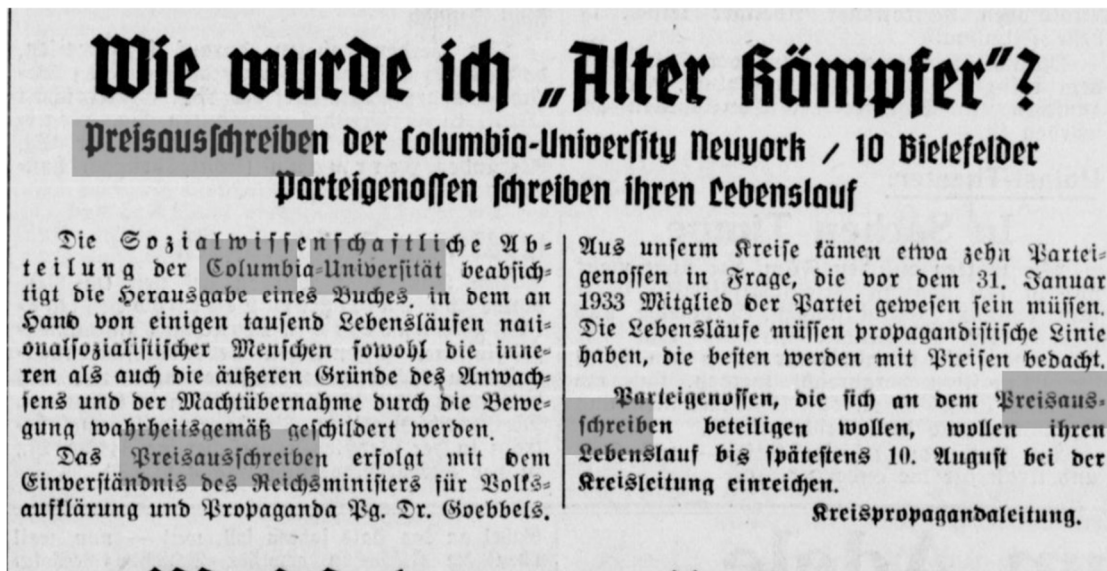 Wie wurde ich „Alter Kämpfer“?
Preisausschreiben der Columbia-University Neuyork / 10 Bielefelder
Parteigenossen schreiben ihren Lebenslauf
Die Sozialwissenschaftliche Ab-
teilung der Columbia-Universität beabsich-
tigt die Herausgabe eines Buches, in dem an
Hand von einigen tausend Lebensläufen nati-
onalsozialistischer Menschen sowohl die inne-
ren als auch die äußeren Gründe des Anwach-
sens und der Machtübernahme durch die Bewe-
gung wahrheitsgemäß geschildert werden.
Das Preisausschreiben erfolgt mit dem
Einverständnis des Reichsministers für Volks-
aufklärung und Propaganda Pg. Dr. Goebbels.
Aus unserm Kreise kämen etwa zehn Partei-
genossen in Frage, die vor dem 31. Januar
1933 Mitglied der Partei gewesen sein müssen.
Die Lebensläufe müssen propagandistische Linie
haben, die besten werden mit Preisen bedacht.
Parteigenossen, die sich an dem Preisaus-
schreiben beteiligen wollen, wollen ihren
Lebenslauf bis spätestens 10. August bei der
Kreisleitung einreichen.
Kreispropagandaleitung.